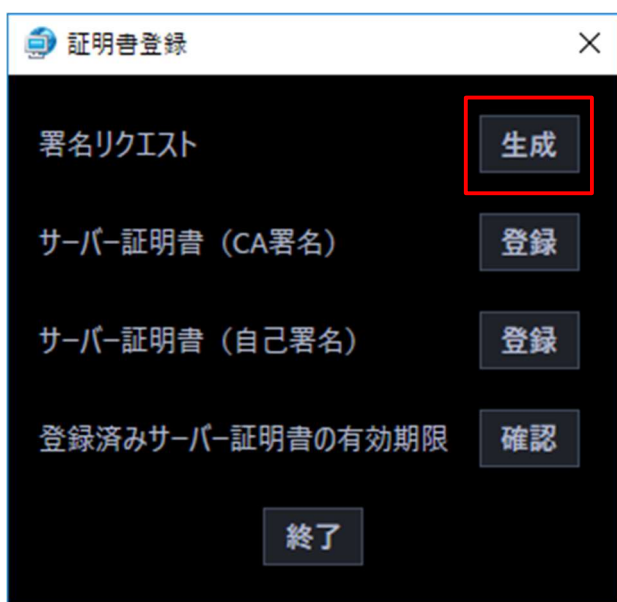 証明書登録
署名リクエスト 生成
サーバー証明書（CA署名） 登録
サーバー証明書（自己署名） 登録
登録済みサーバー証明書の有効期限 確認
終了